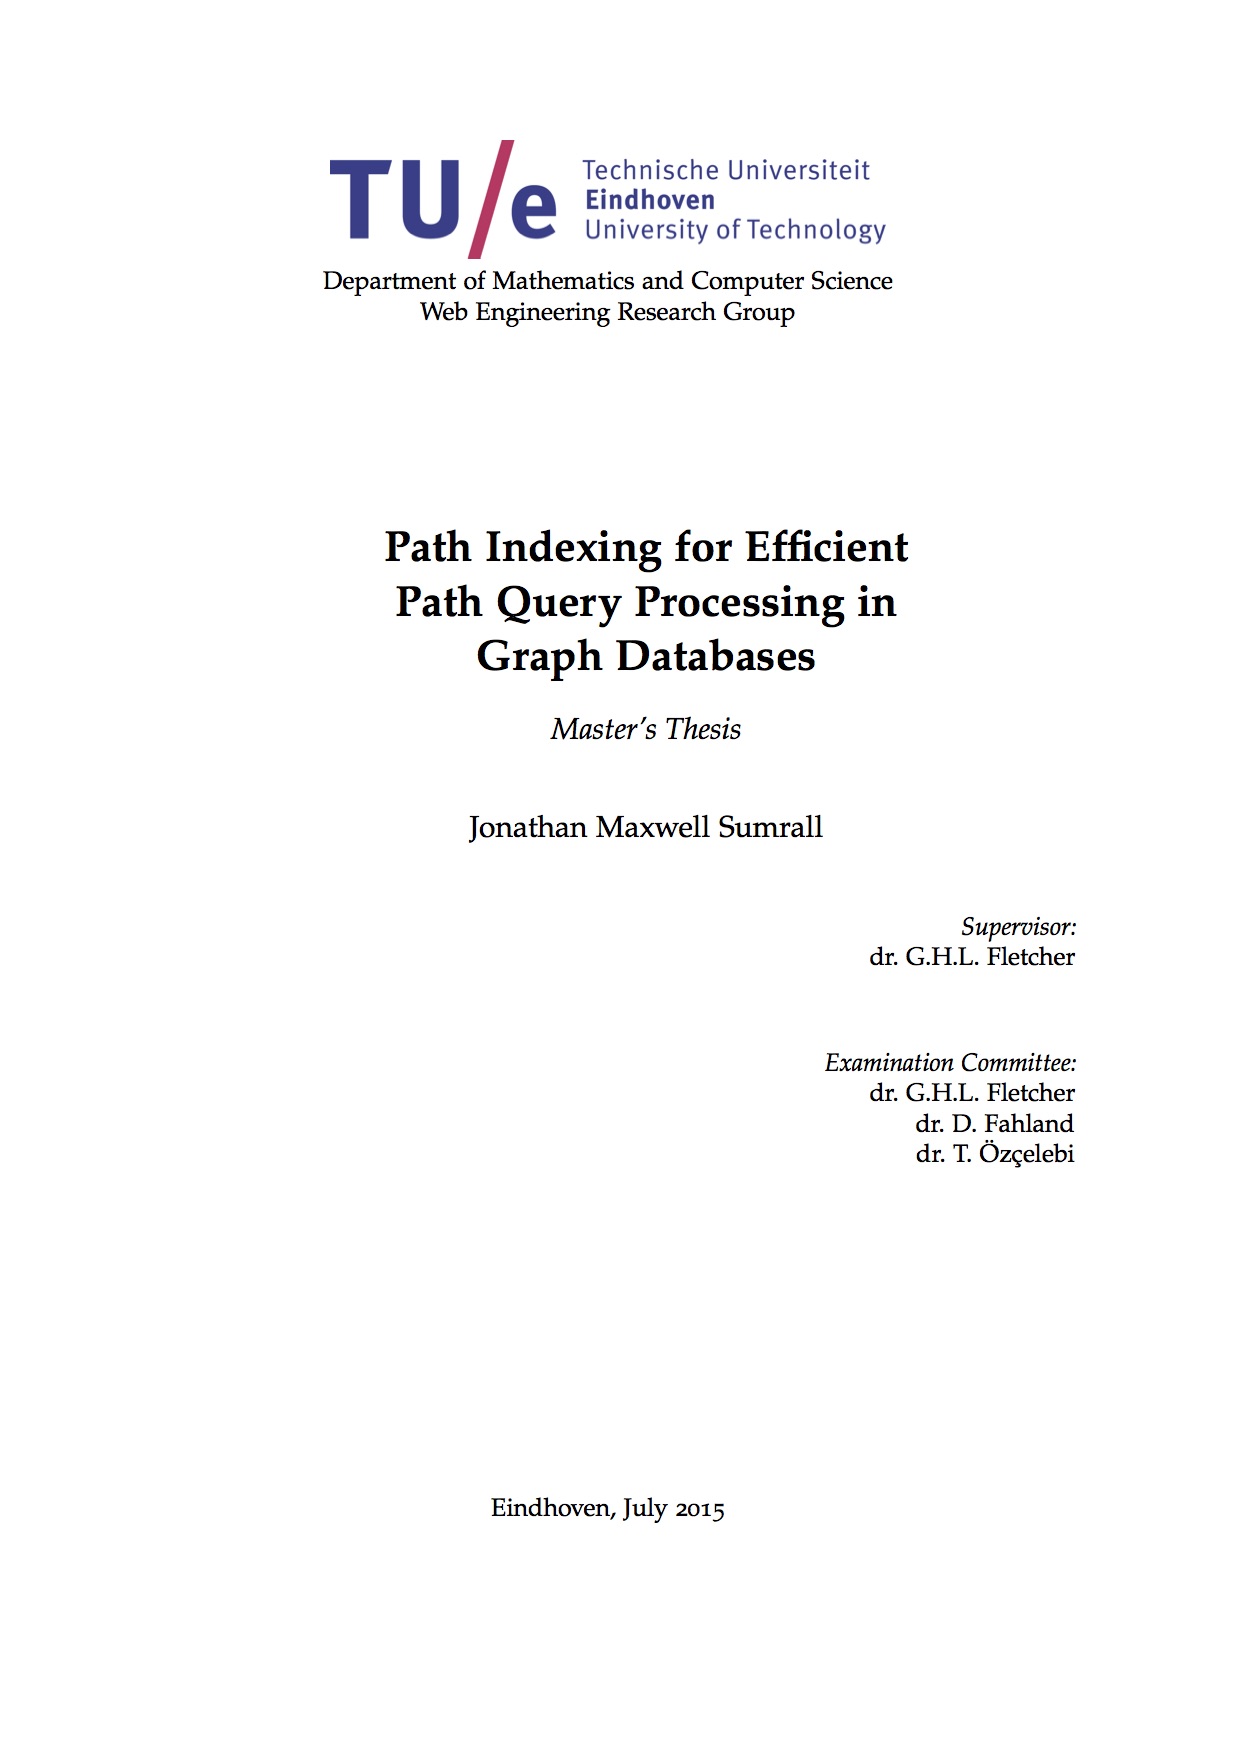 TU/e
Technische Universiteit
Eindhoven
University of Technology
Department of Mathematics and Computer Science
Web Engineering Research Group
Path Indexing for Efficient
Path Query Processing in
Graph Databases
Master's Thesis
Jonathan Maxwell Sumrall
Supervisor:
dr. G.H.L. Fletcher
Examination Committee:
dr. G.H.L. Fletcher
dr. D. Fahland
dr. T. Özçelebi
Eindhoven, July 2015